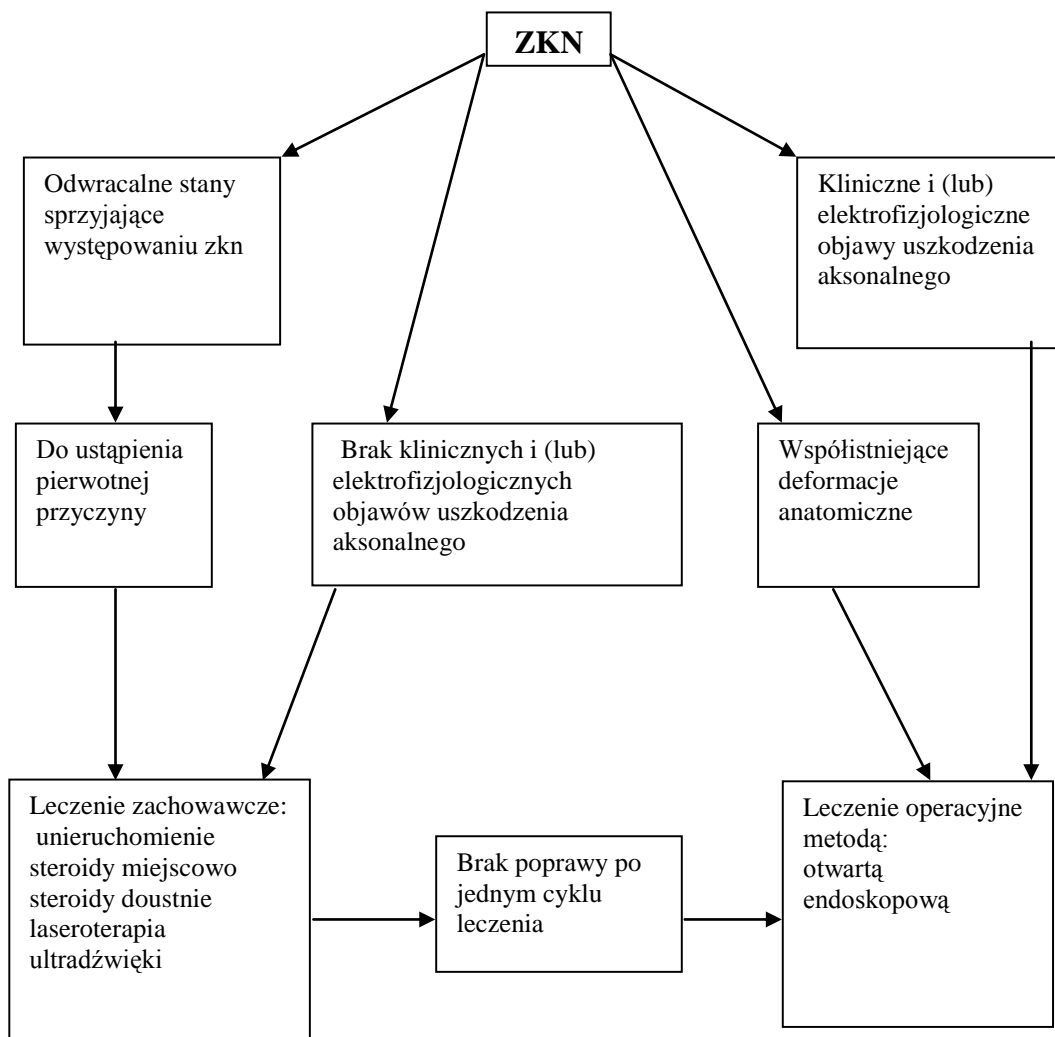 ZKN
Odwracalne stany
sprzyjające
występowaniu zkn
Kliniczne i (lub)
elektrofizjologiczne
objawy uszkodzenia
aksonalnego
Do ustąpienia
pierwotnej
przyczyny
Brak klinicznych i (lub)
elektrofizjologicznych
objawów uszkodzenia
aksonalnego
Współistniejące
deformacje
anatomiczne
Leczenie zachowawcze:
unieruchomienie
steroidy miejscowo
steroidy doustnie
laseroterapia
ultradźwięki
Brak poprawy po
jednym cyklu
leczenia
Leczenie operacyjne
metodą:
otwartą
endoskopową